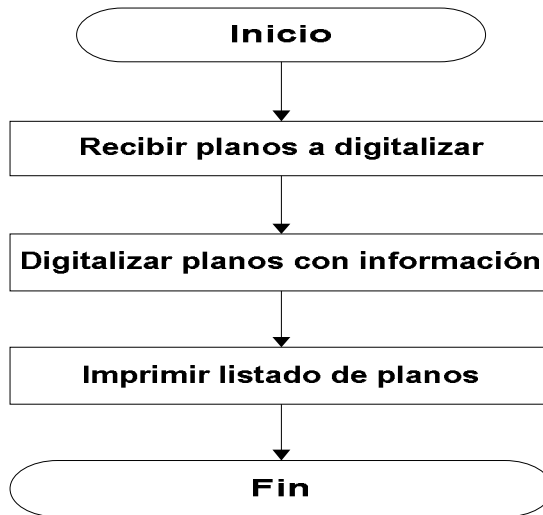 Inicio
Recibir planos a digitalizar
Digitalizar planos con información
Imprimir listado de planos
Fin